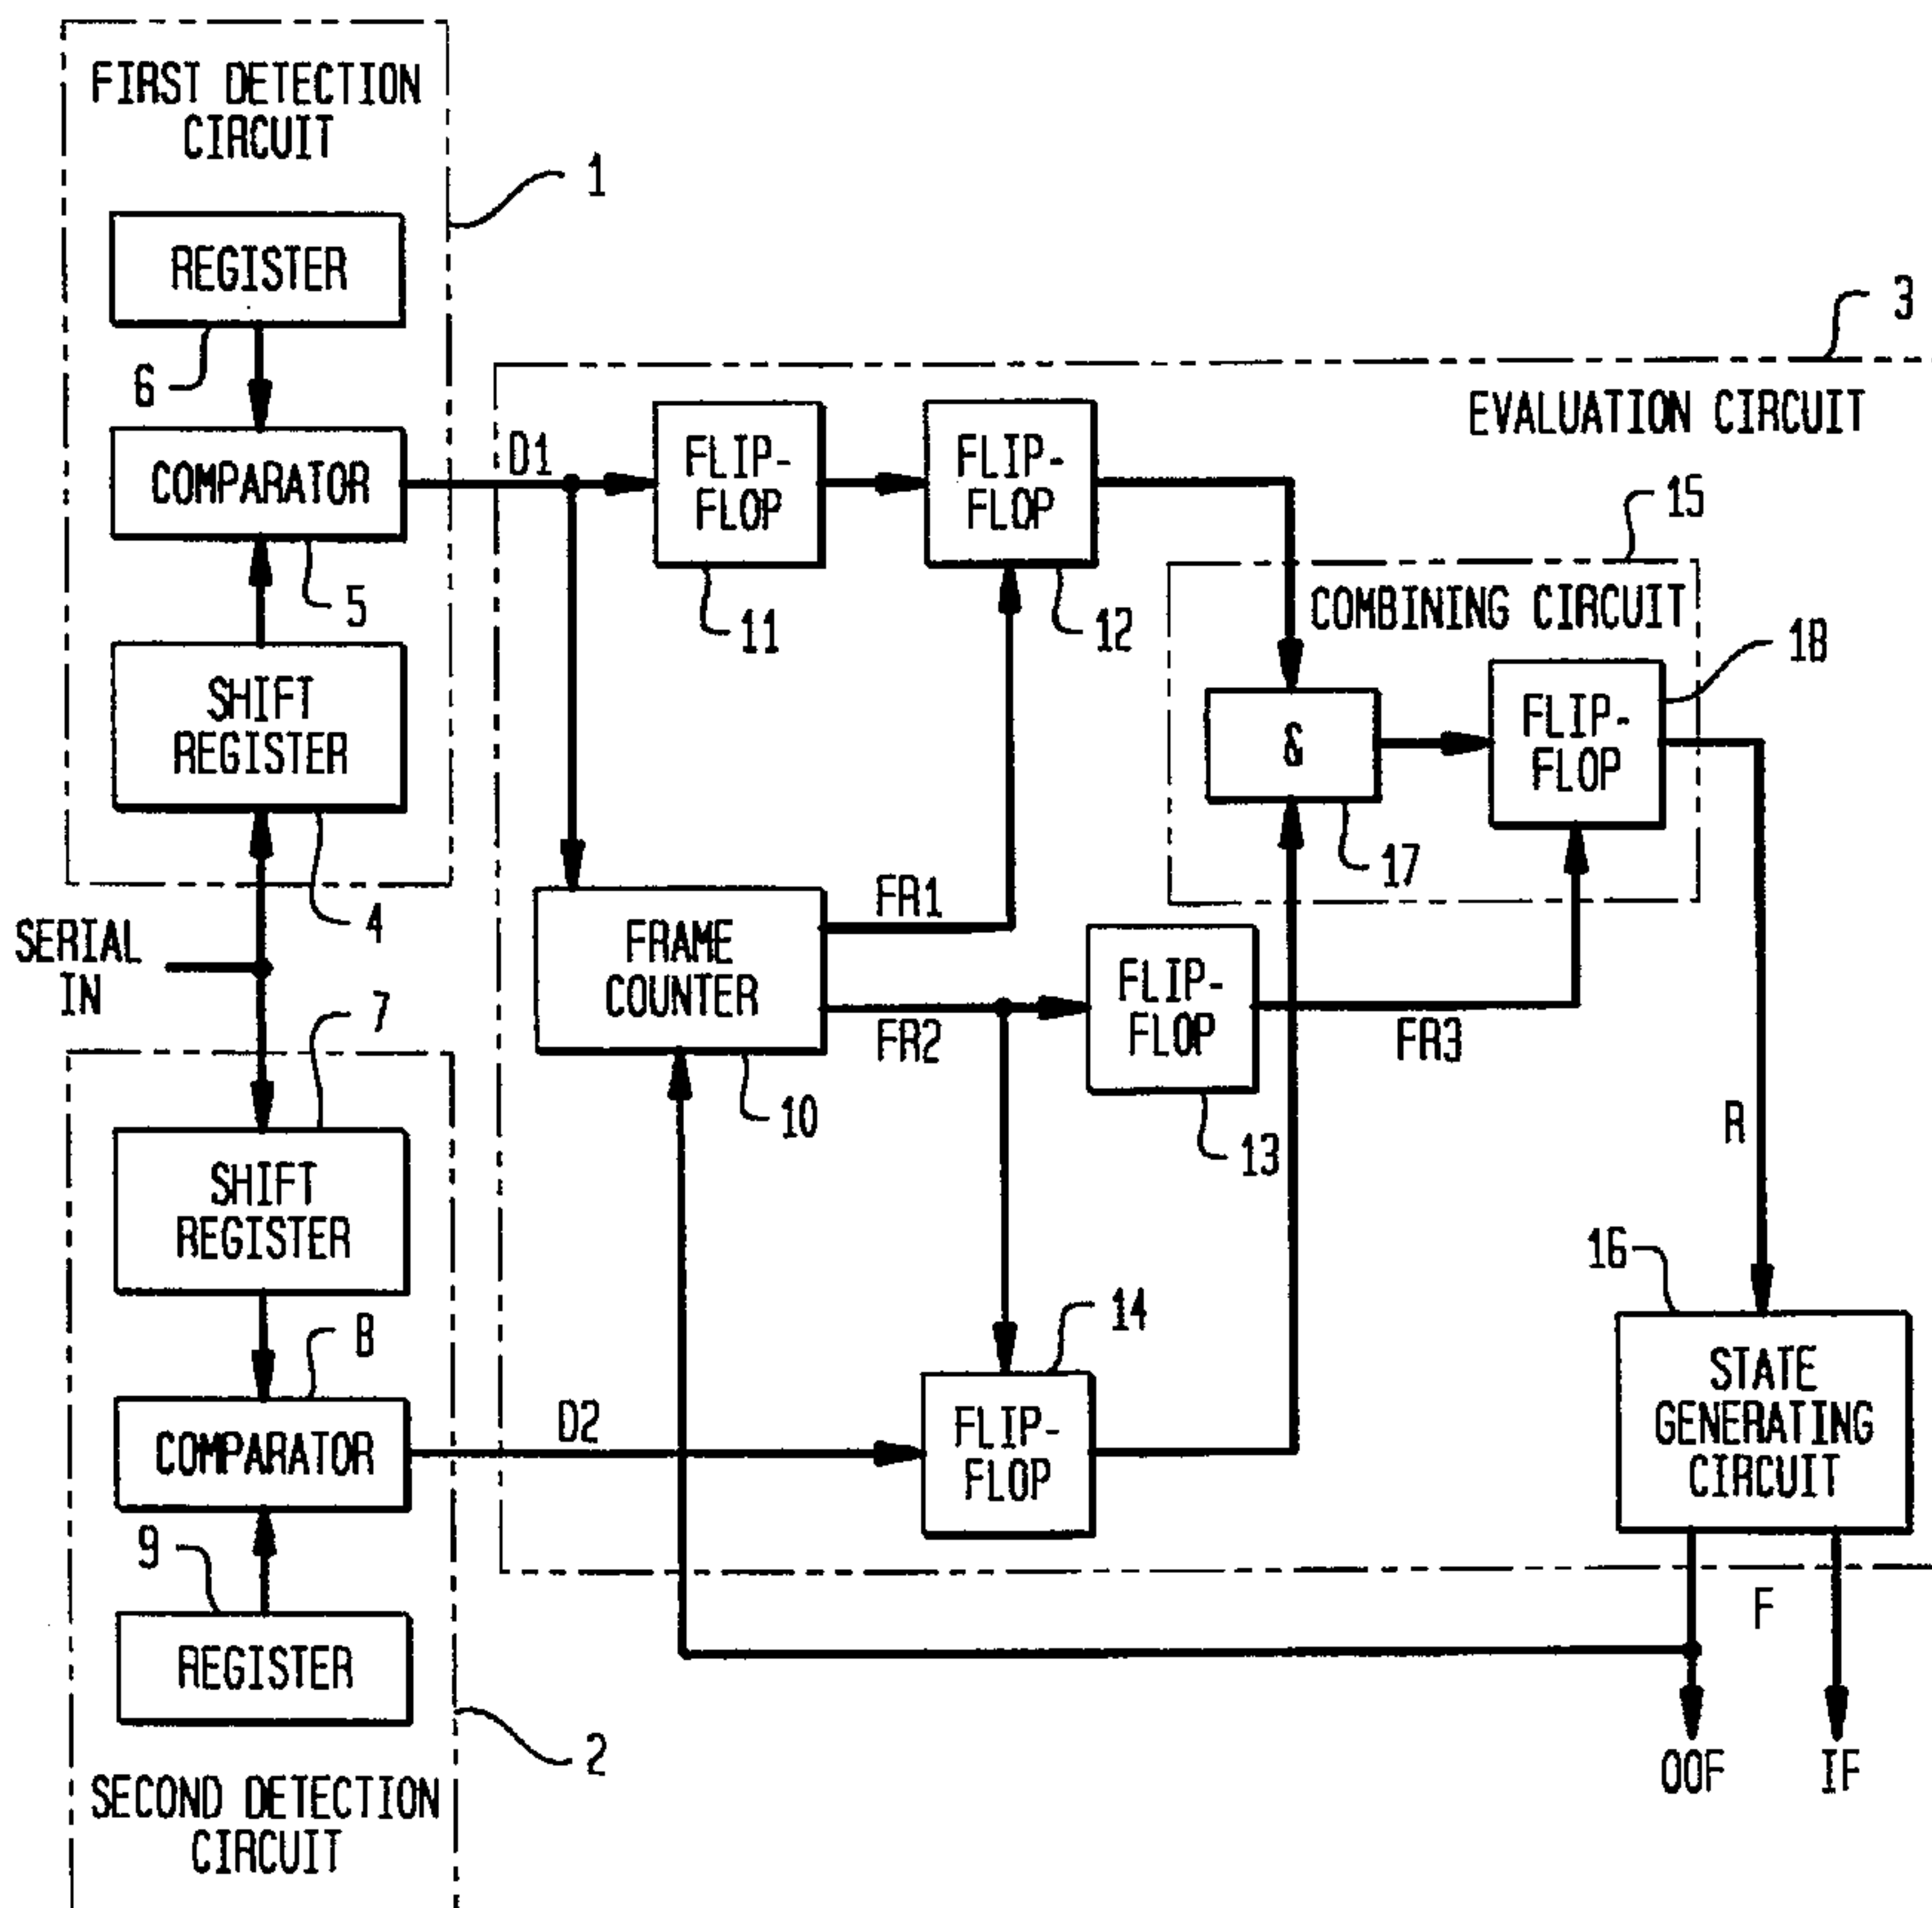 FIRST DETECTION
CIRCUIT
1
REGISTER
6
3
EVALUATION CIRCUIT
COMPARATOR
D1
FLIP-
FLOP
FLIP-
FLOP
15
5
11
12
COMBINING CIRCUIT
18
SHIFT
REGISTER
&
FLIP-
FLOP
17
4
SERIAL
IN
FRAME
COUNTER
FR1
FR2
FLIP-
FLOP
FR3
7
10
13
R
SHIFT
REGISTER
16
8
14
STATE
GENERATING
CIRCUIT
COMPARATOR
D2
FLIP-
FLOP
9
F
REGISTER
2
OOF
IF
SECOND DETECTION
CIRCUIT